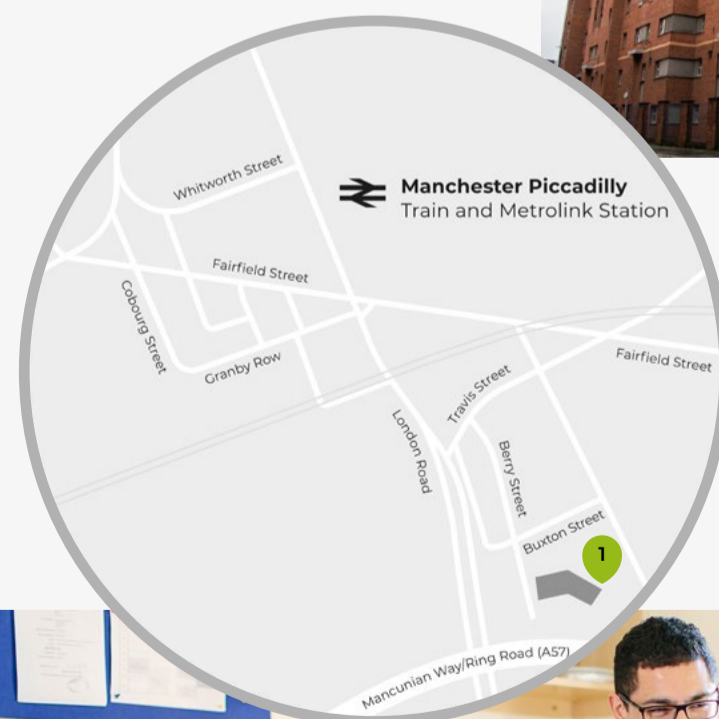 Whitworth Street
Manchester Piccadilly
Train and Metrolink Station
Fairfield Street
Cobourg Street
Granby Row
Fairfield Street
Travis Street
London Road
Berry Street
Buxton Street
1
Mancunian Way/Ring Road (A57)